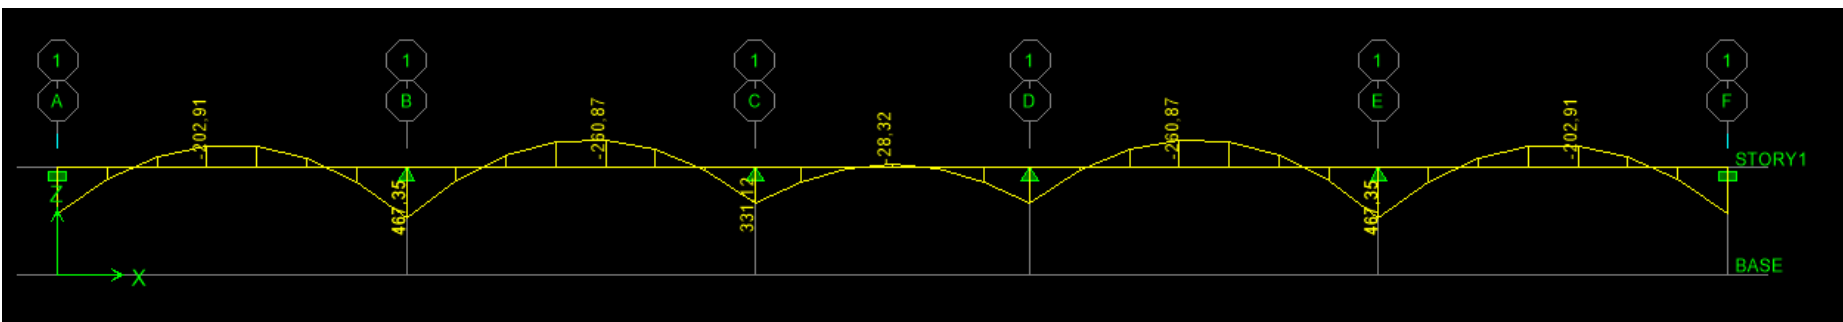 1 1 1 1 1 1
A B C D E F
-202,91 -260,87 -28,32 -260,87 -202,91
STORY1
467,35 331,12 467,35
Z
X
BASE